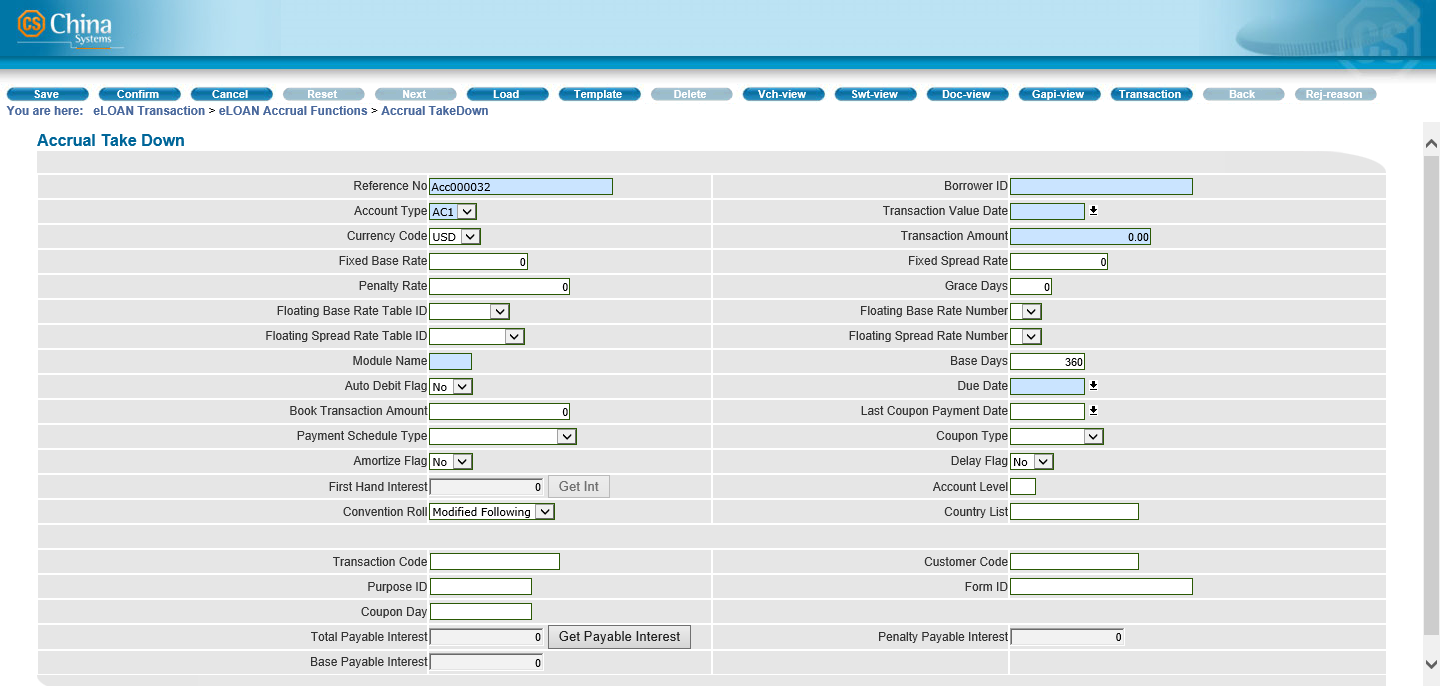 CS China
Systems
CS
Save Confirm Cancel Reset Next Load Template Delete Vch-view Swt-view Doc-view Gapi-view Transaction Back Rej-reason
You are here: eLOAN Transaction > eLOAN Accrual Functions > Accrual TakeDown
Accrual Take Down
Reference No Acc000032 Borrower ID
Account Type AC1 Transaction Value Date
Currency Code USD Transaction Amount 0.00
Fixed Base Rate 0 Fixed Spread Rate 0
Penalty Rate 0 Grace Days 0
Floating Base Rate Table ID Floating Base Rate Number
Floating Spread Rate Table ID Floating Spread Rate Number
Module Name Base Days 360
Auto Debit Flag No Due Date
Book Transaction Amount 0 Last Coupon Payment Date
Payment Schedule Type Coupon Type
Amortize Flag No Delay Flag No
First Hand Interest 0 Get Int Account Level
Convention Roll Modified Following Country List
Transaction Code Customer Code
Purpose ID Form ID
Coupon Day
Total Payable Interest 0 Get Payable Interest Penalty Payable Interest 0
Base Payable Interest 0